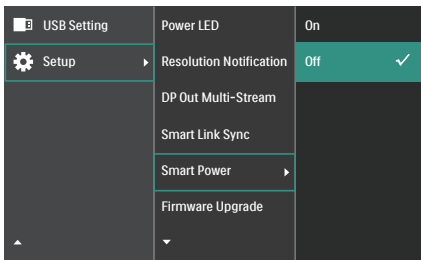 USB Setting
Setup
Power LED
Resolution Notification
DP Out Multi-Stream
Smart Link Sync
Smart Power
Firmware Upgrade
On
Off